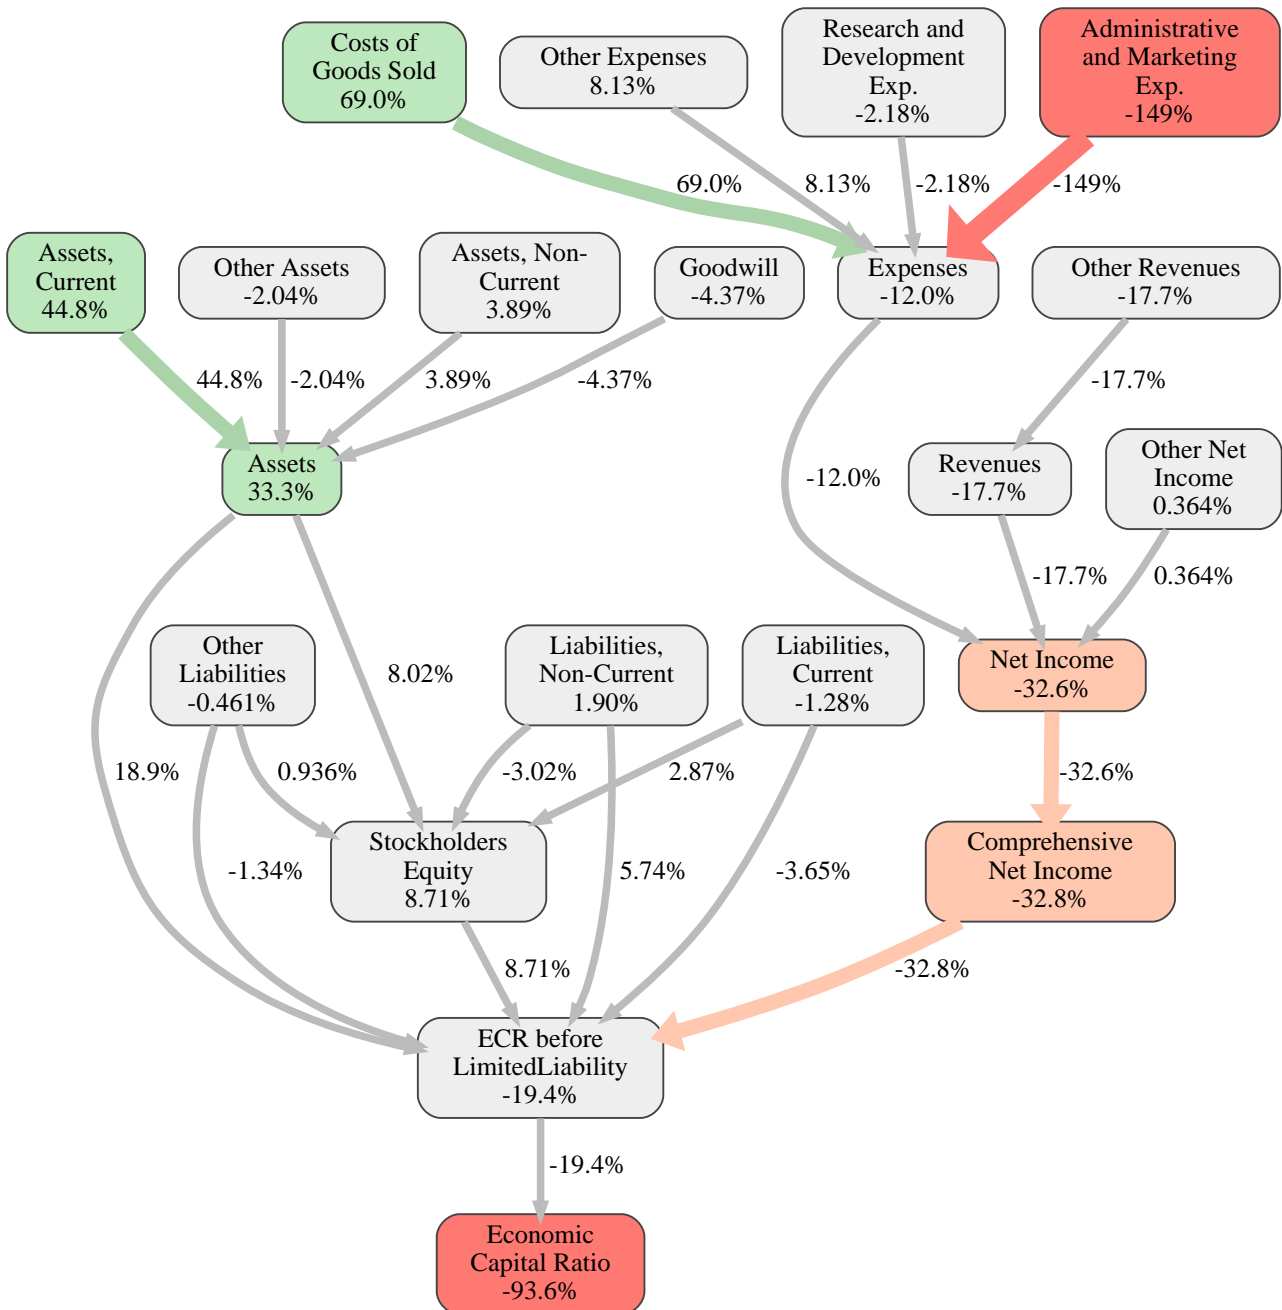 Costs of
Goods Sold
69.0%
Other Expenses
8.13%
Research and
Development
Exp.
-2.18%
Administrative
and Marketing
Exp.
-149%
69.0%
8.13%
-2.18%
-149%
Assets,
Current
44.8%
Other Assets
-2.04%
Assets, Non-
Current
3.89%
Goodwill
-4.37%
Expenses
-12.0%
Other Revenues
-17.7%
44.8%
-2.04%
3.89%
-4.37%
-17.7%
Assets
33.3%
-12.0%
Revenues
-17.7%
Other Net
Income
0.364%
-17.7%
0.364%
Other
Liabilities
-0.461%
8.02%
Liabilities,
Non-Current
1.90%
Liabilities,
Current
-1.28%
Net Income
-32.6%
18.9%
0.936%
-3.02%
2.87%
-32.6%
-1.34%
Stockholders
Equity
8.71%
5.74%
-3.65%
Comprehensive
Net Income
-32.8%
8.71%
-32.8%
ECR before
LimitedLiability
-19.4%
-19.4%
Economic
Capital Ratio
-93.6%